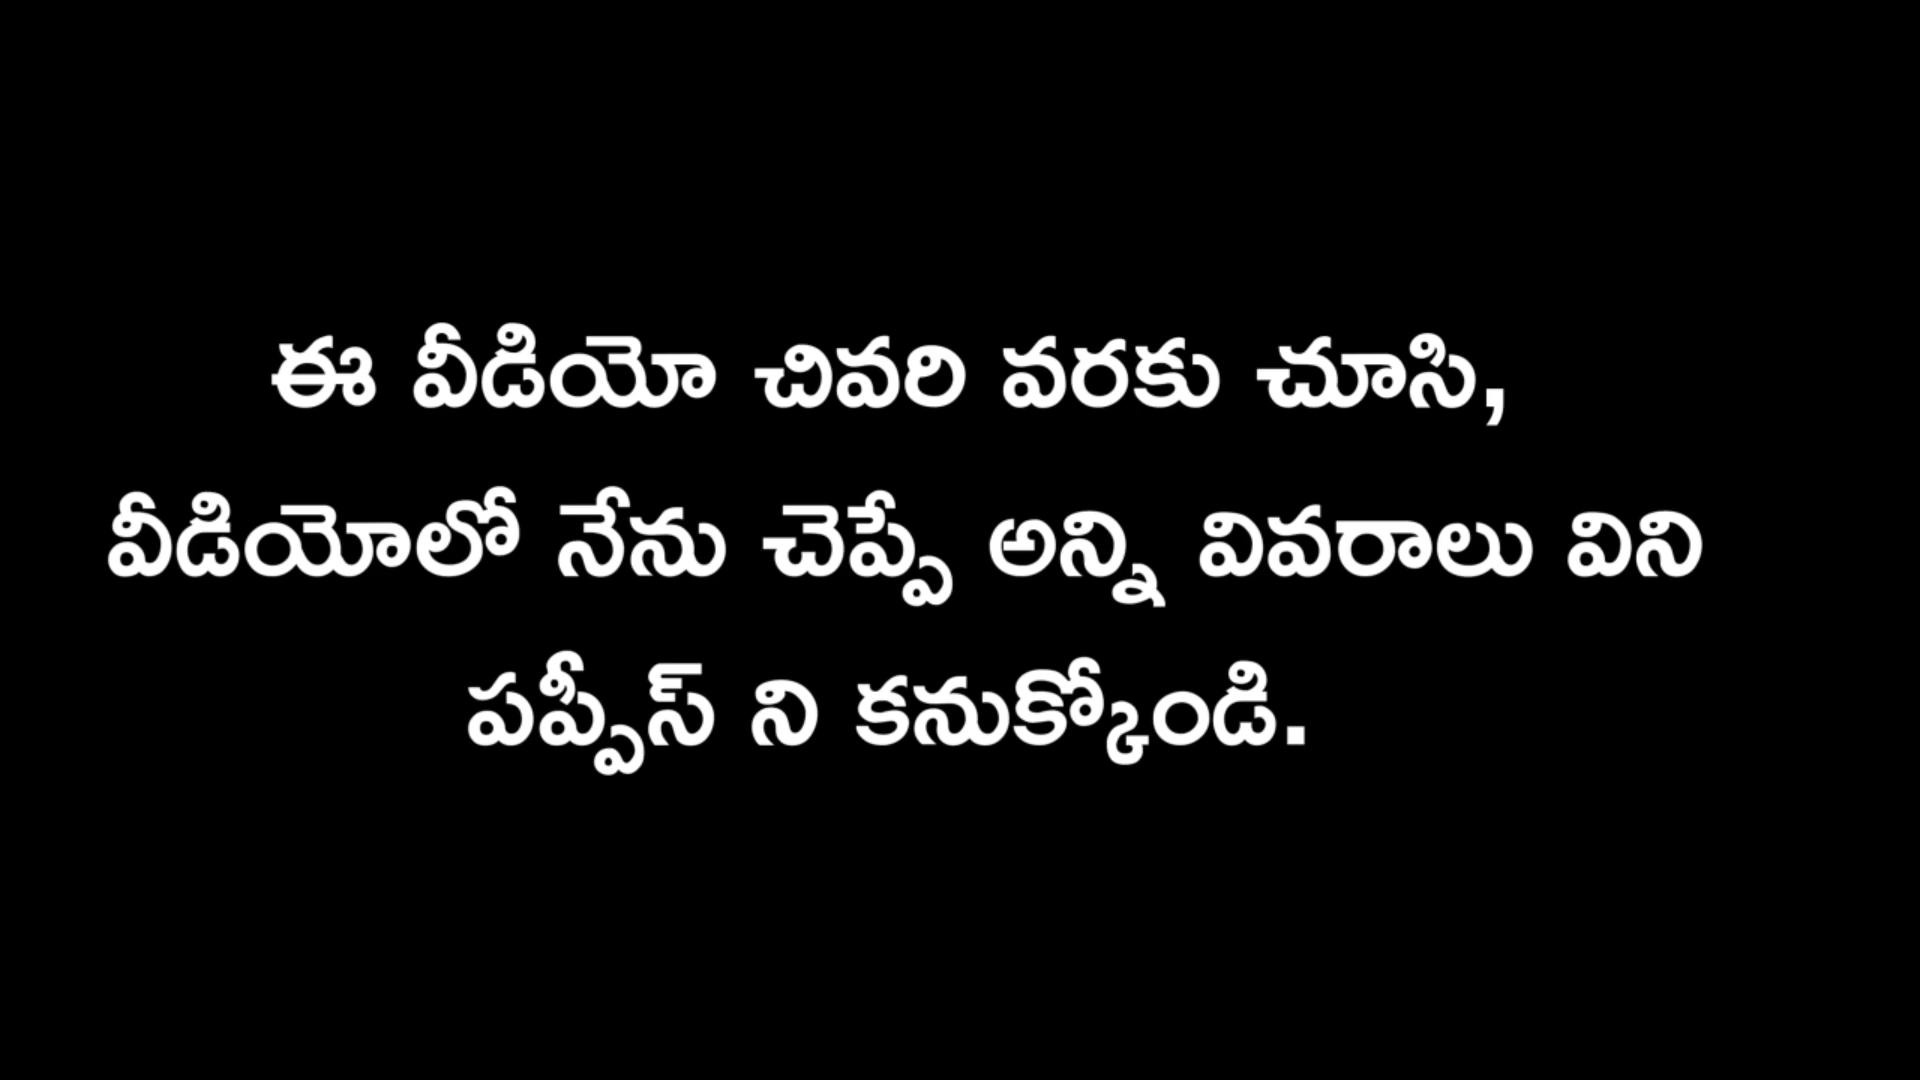 ఈ వీడియో చివరి వరకు చూసి,
వీడియోలో నేను చెప్పే అన్ని వివరాలు విని
పప్పీస్ ని కనుక్కోండి.